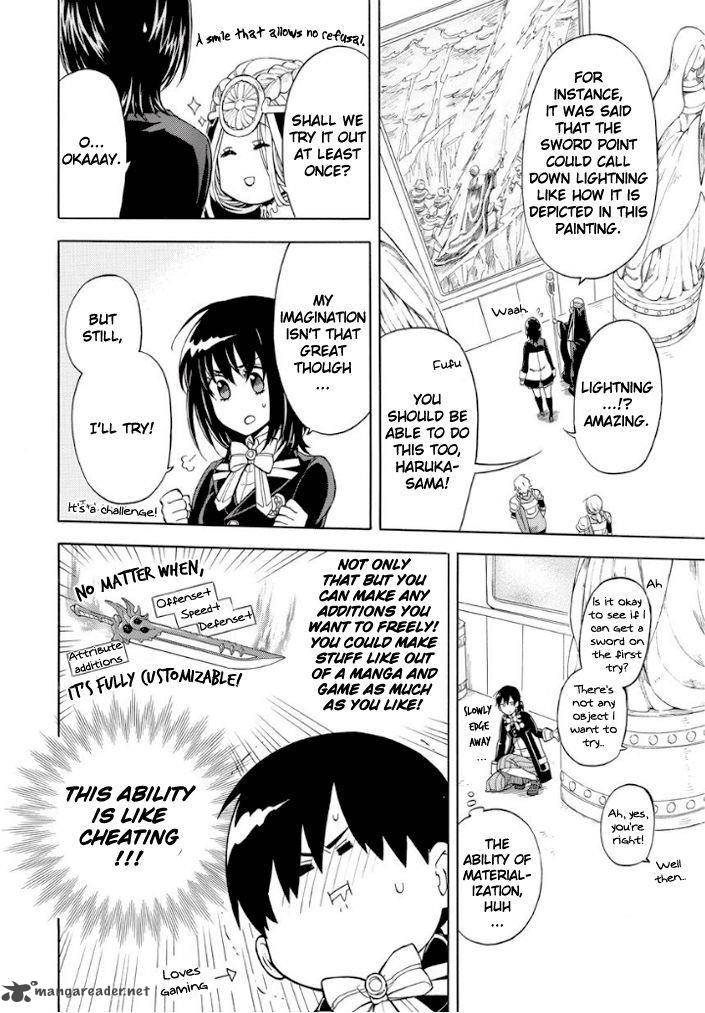 FOR
INSTANCE,
IT WAS SAID
THAT THE
SWORD POINT
COULD CALL
DOWN LIGHTNING
LIKE HOW IT IS
DEPICTED IN THIS
PAINTING.
Waah.
LIGHTNING
...!?
AMAZING.
Fufu
YOU
SHOULD BE
ABLE TO DO
THIS TOO,
HARUKA-
SAMA!
A smile that allows no refusal.
SHALL WE
TRY IT OUT
AT LEAST
ONCE?
O...
OKAAAY.
MY
IMAGINATION
ISN'T THAT
GREAT
THOUGH
...
BUT
STILL,
I'LL TRY!
It's a challenge!
Ah
Is it okay
to see if I
can get a
sword on the
first
try?
There's
not any
object I
want to
try..
SLOWLY
EDGE
AWAY
...
Ah, yes,
you're
right!
Well
then..
THE
ABILITY OF
MATERIAL-
IZATION,
HUH
...
NOT ONLY
THAT BUT YOU
CAN MAKE ANY
ADDITIONS YOU
WANT TO FREELY!
YOU COULD MAKE
STUFF LIKE OUT
OF A MANGA AND
GAME AS MUCH
AS YOU LIKE!
NO MATTER WHEN,
Offense+
Speed+
Defense+
Attribute
additions
IT'S FULLY CUSTOMIZABLE!
THIS ABILITY
IS LIKE
CHEATING
!!!
Loves
gaming
mangareader.net